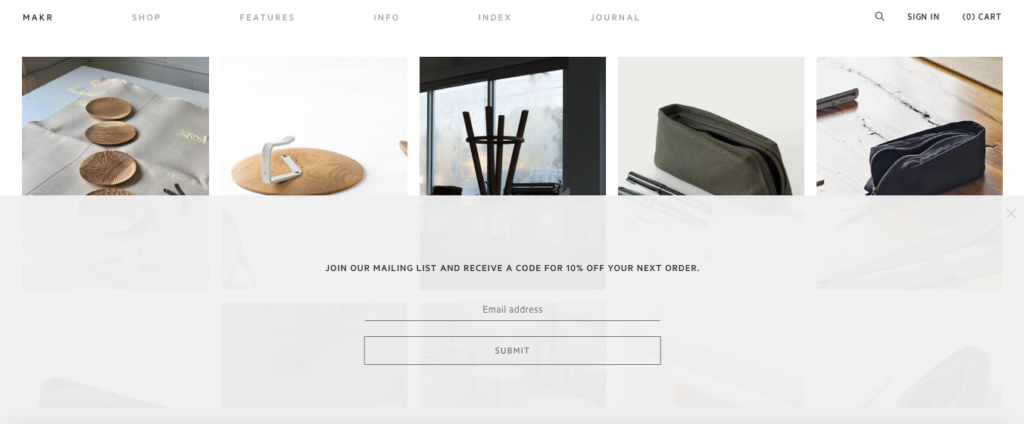 MAKR SHOP FEATURES INFO INDEX JOURNAL SIGN IN (0) CART
JOIN OUR MAILING LIST AND RECEIVE A CODE FOR 10% OFF YOUR NEXT ORDER.
Email address
SUBMIT